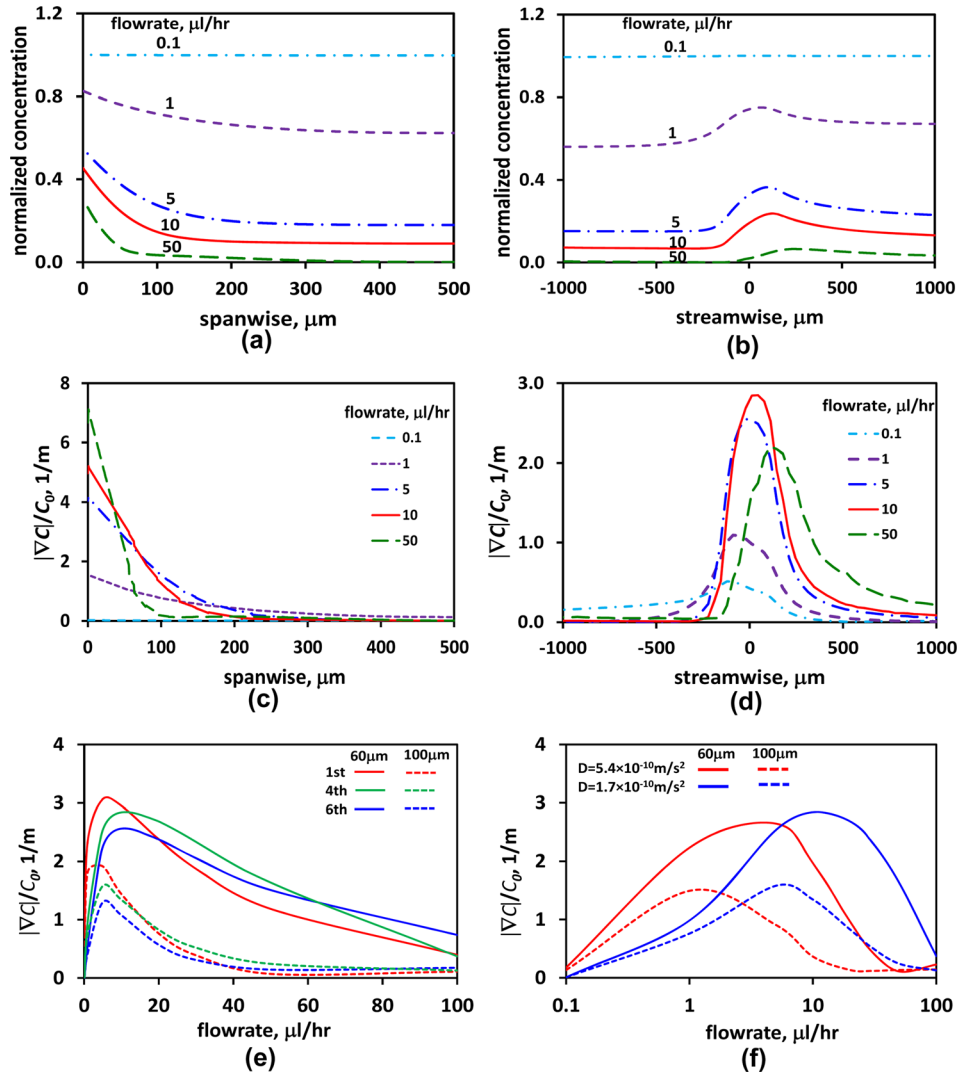 1.2
0.8
0.4
0.0
normalized concentration
flowrate, μl/hr
0.1
1
5
10
50
0 100 200 300 400 500
spanwise, μm
(a)
1.2
0.8
0.4
0.0
normalized concentration
flowrate, μl/hr
0.1
1
5
10
50
-1000 -500 0 500 1000
streamwise, μm
(b)
8
6
4
2
0
|∇C|/C₀, 1/m
flowrate, μl/hr
0.1
1
5
10
50
0 100 200 300 400 500
spanwise, μm
(c)
3.0
2.0
1.0
0.0
|∇C|/C₀, 1/m
flowrate, μl/hr
0.1
1
5
10
50
-1000 -500 0 500 1000
streamwise, μm
(d)
4
3
2
1
0
|∇C|/C₀, 1/m
60μm 100μm
1st
4th
6th
0 20 40 60 80 100
flowrate, μl/hr
(e)
4
3
2
1
0
|∇C|/C₀, 1/m
60μm 100μm
D=5.4×10⁻¹⁰m/s²
D=1.7×10⁻¹⁰m/s²
0.1 1 10 100
flowrate, μl/hr
(f)